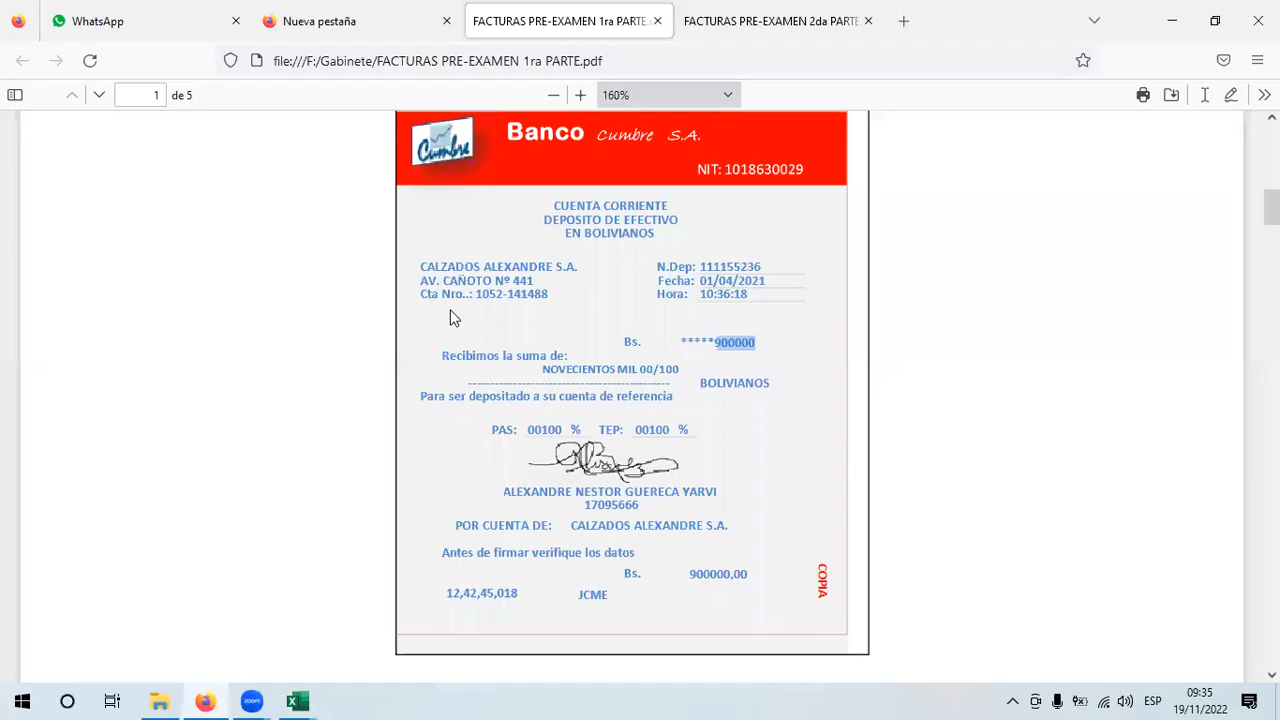 WhatsApp
Nueva pestaña
FACTURAS PRE-EXAMEN 1ra PARTE.
FACTURAS PRE-EXAMEN 2da PARTE
file:///F:/Gabinete/FACTURAS PRE-EXAMEN 1ra PARTE.pdf
1 de 5
160%
Cumbre
Banco Cumbre S.A.
NIT: 1018630029
CUENTA CORRIENTE
DEPOSITO DE EFECTIVO
EN BOLIVIANOS
CALZADOS ALEXANDRE S.A. N.Dep: 111155236
AV. CAÑOTO Nº 441 Fecha: 01/04/2021
Cta Nro..: 1052-141488 Hora: 10:36:18
Bs. *****900000
Recibimos la suma de:
NOVECIENTOS MIL 00/100
--------------------------------------------- BOLIVIANOS
Para ser depositado a su cuenta de referencia
PAS: 00100 % TEP: 00100 %
ALEXANDRE NESTOR GUERECA YARVI
17095666
POR CUENTA DE: CALZADOS ALEXANDRE S.A.
Antes de firmar verifique los datos
Bs. 900000,00
12,42,45,018 JCME
COPIA
zoom
ESP
09:35
19/11/2022